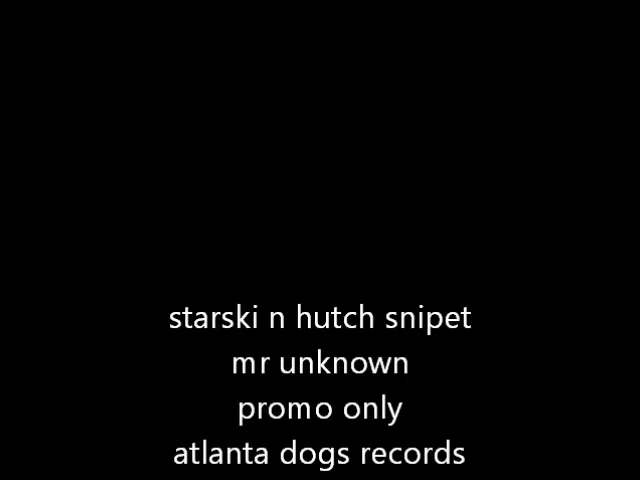 starski n hutch snipet
mr unknown
promo only
atlanta dogs records